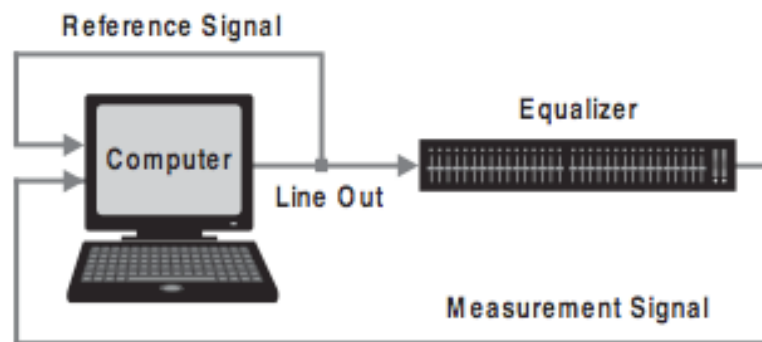 Reference Signal
Equalizer
Computer
Line Out
Measurement Signal